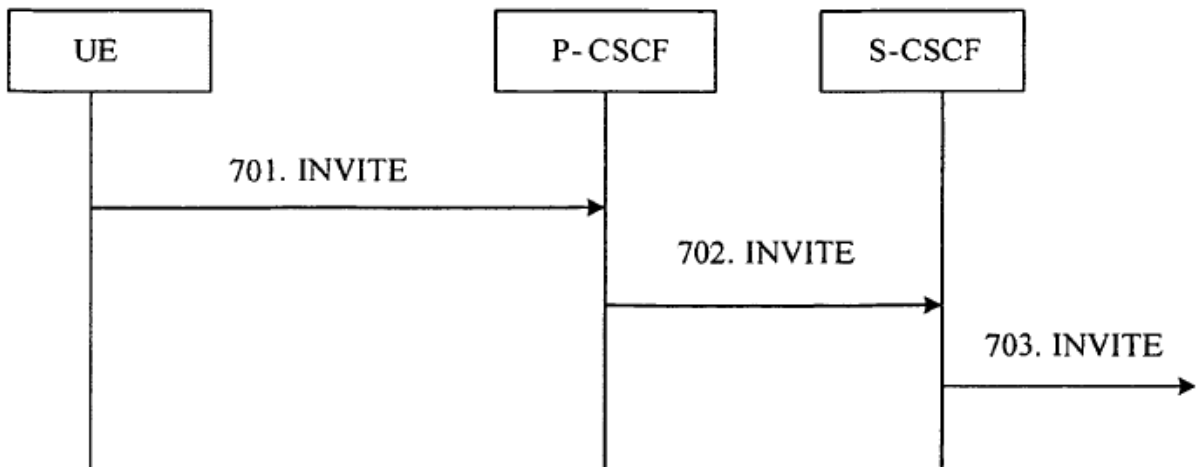 UE
P-CSCF
S-CSCF
701. INVITE
702. INVITE
703. INVITE